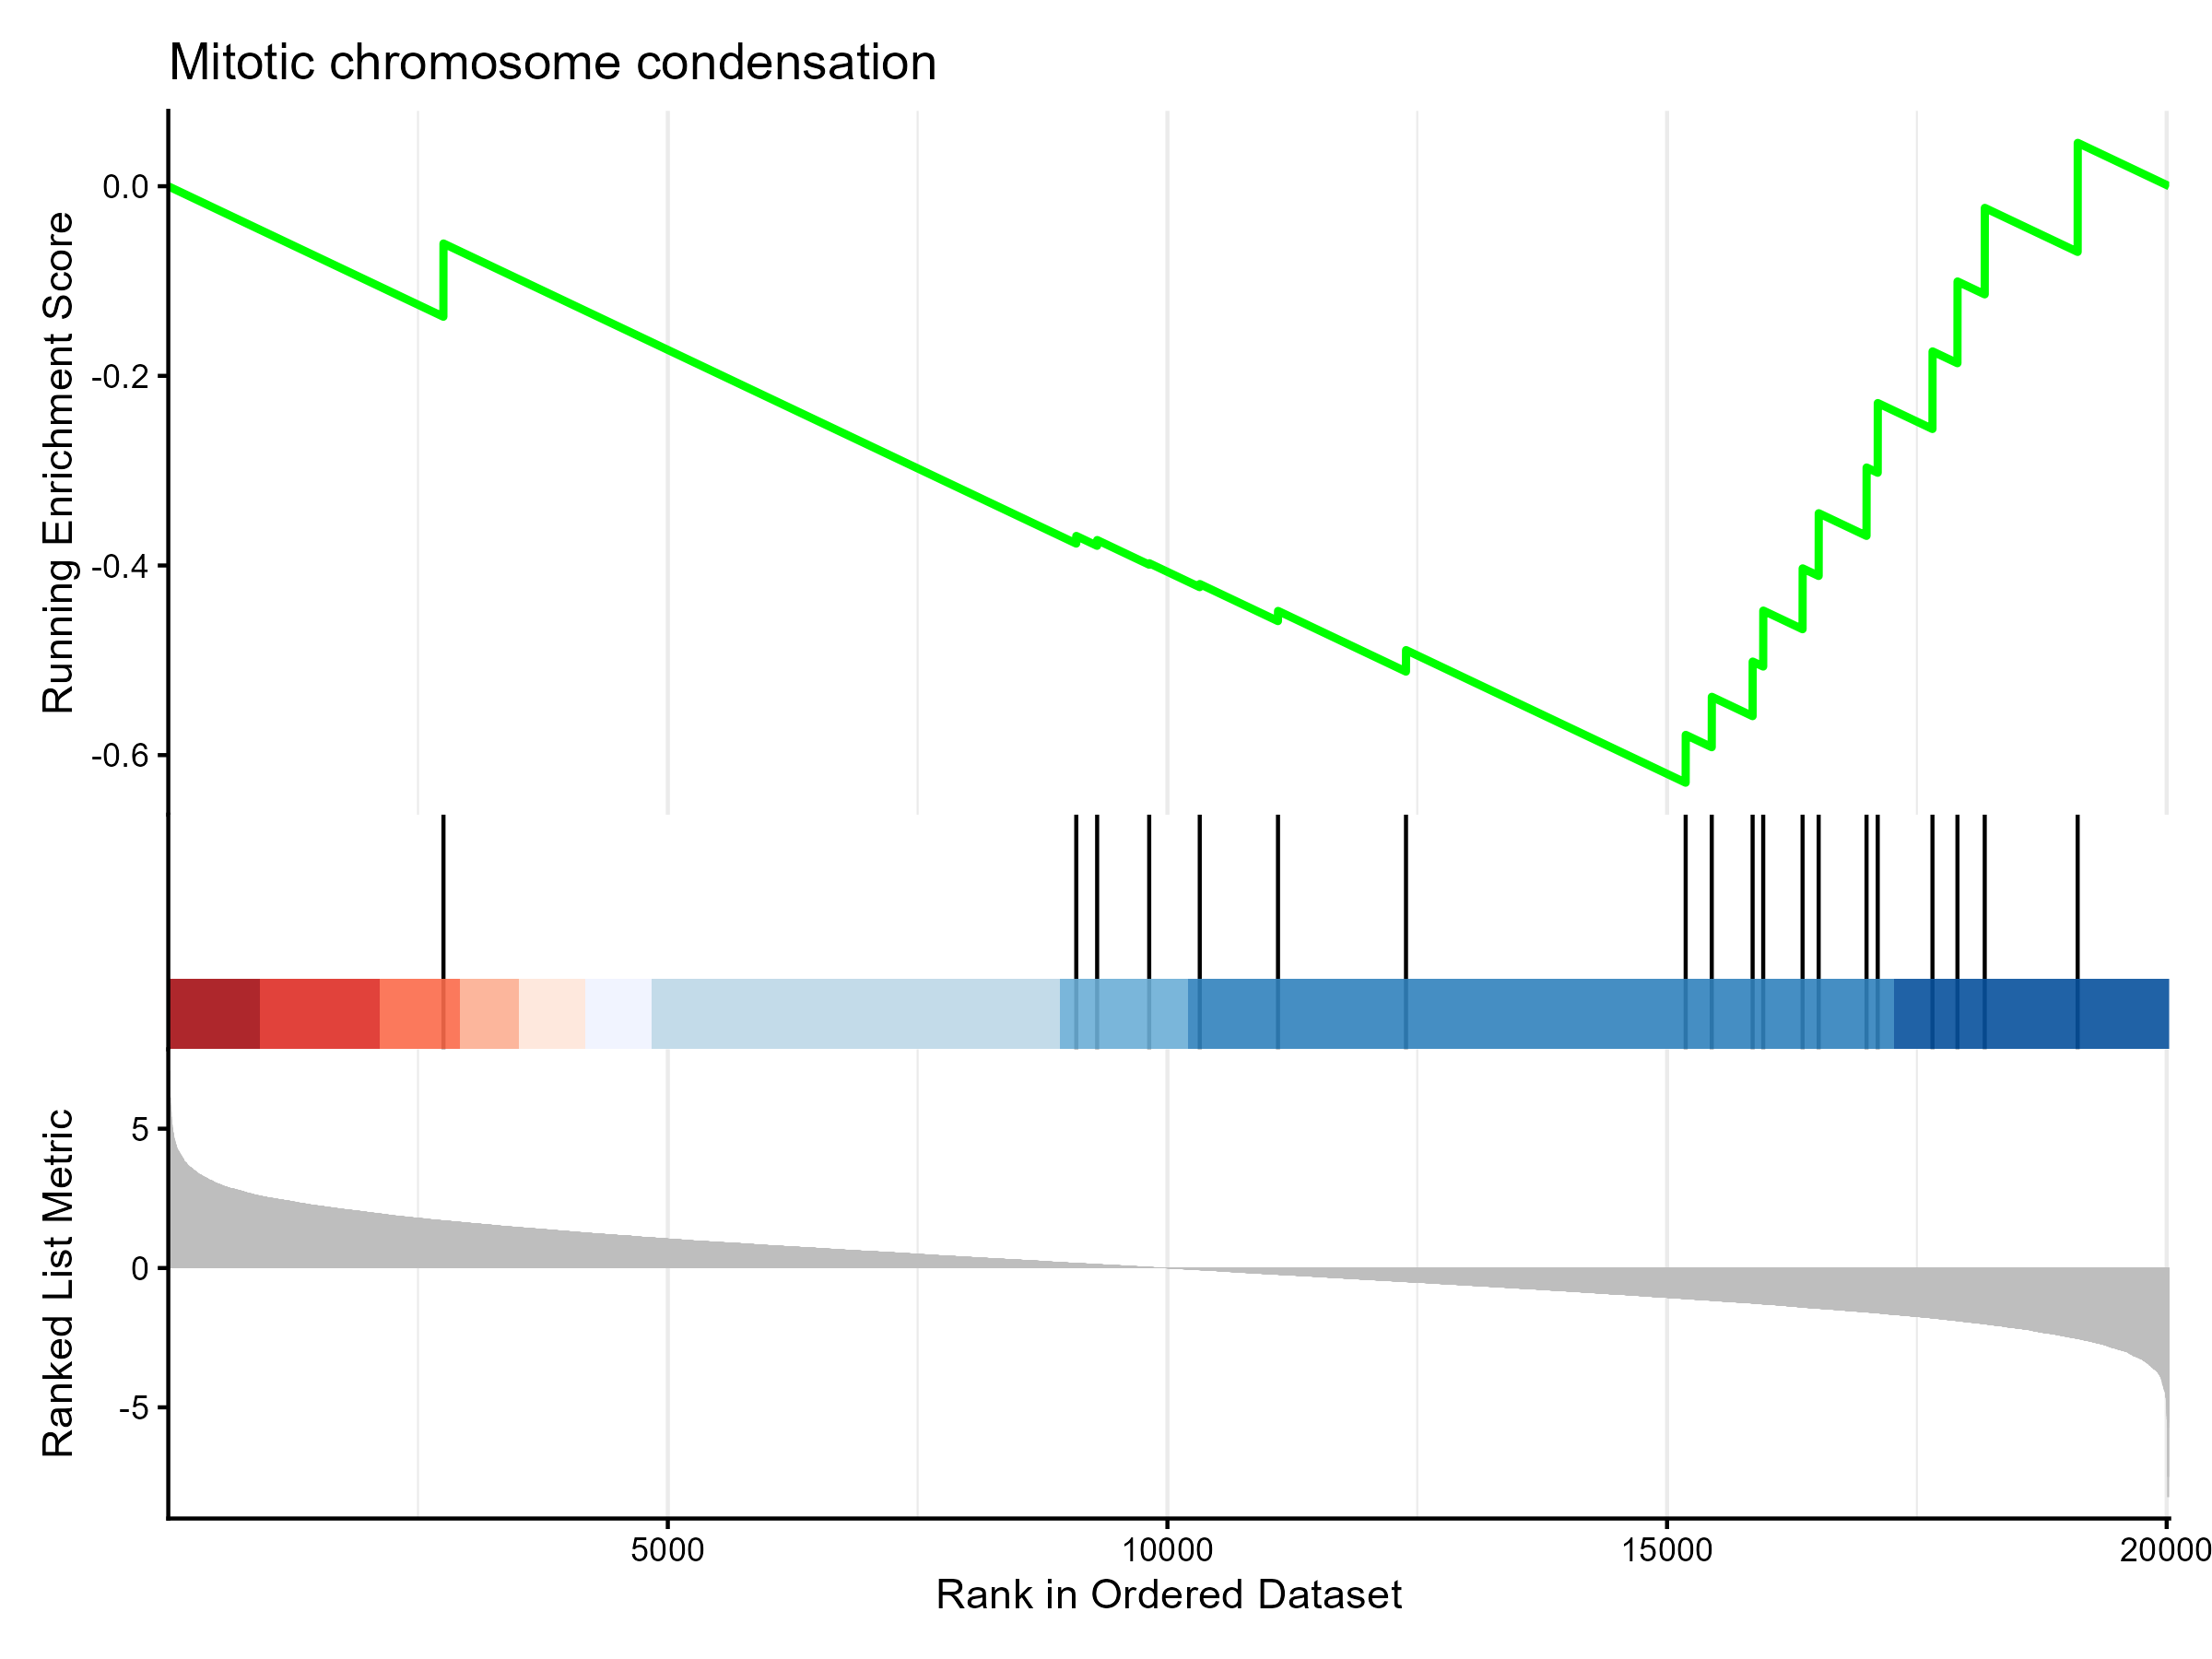 Mitotic chromosome condensation
Running Enrichment Score
0.0
-0.2
-0.4
-0.6
Ranked List Metric
5
0
-5
5000 10000 15000 20000
Rank in Ordered Dataset